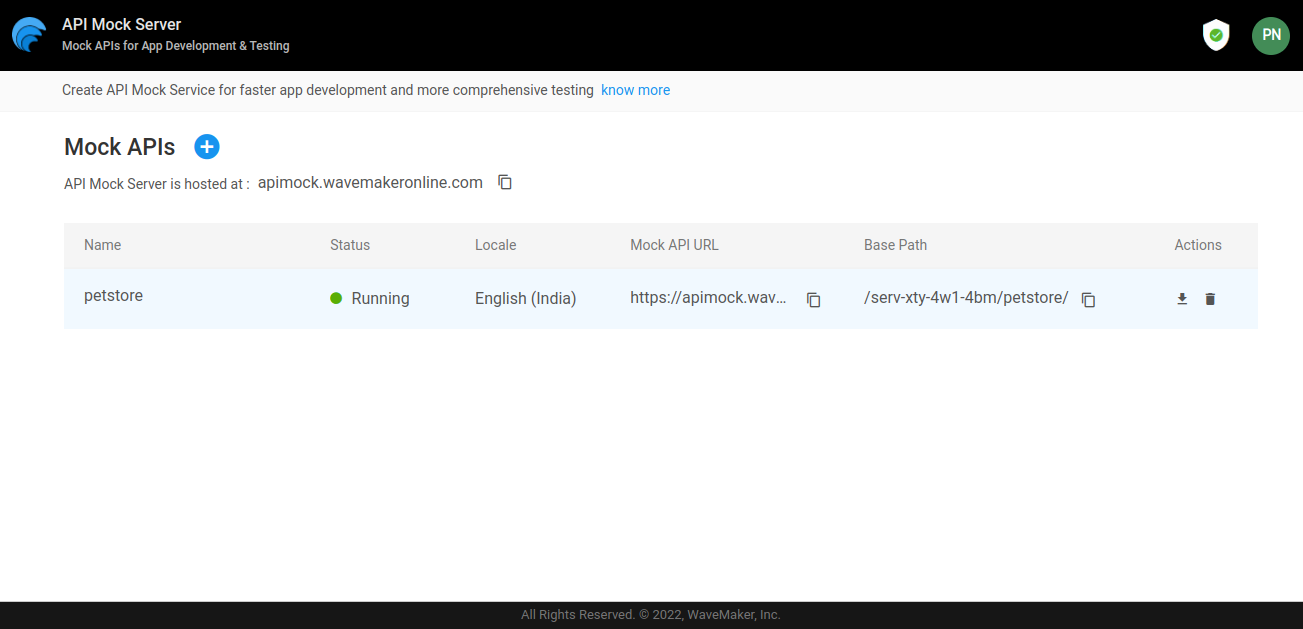 API Mock Server
Mock APIs for App Development & Testing
PN
Create API Mock Service for faster app development and more comprehensive testing know more
Mock APIs
API Mock Server is hosted at : apimock.wavemakeronline.com
Name Status Locale Mock API URL Base Path Actions
petstore Running English (India) https://apimock.wav... /serv-xty-4w1-4bm/petstore/
All Rights Reserved. © 2022, WaveMaker, Inc.